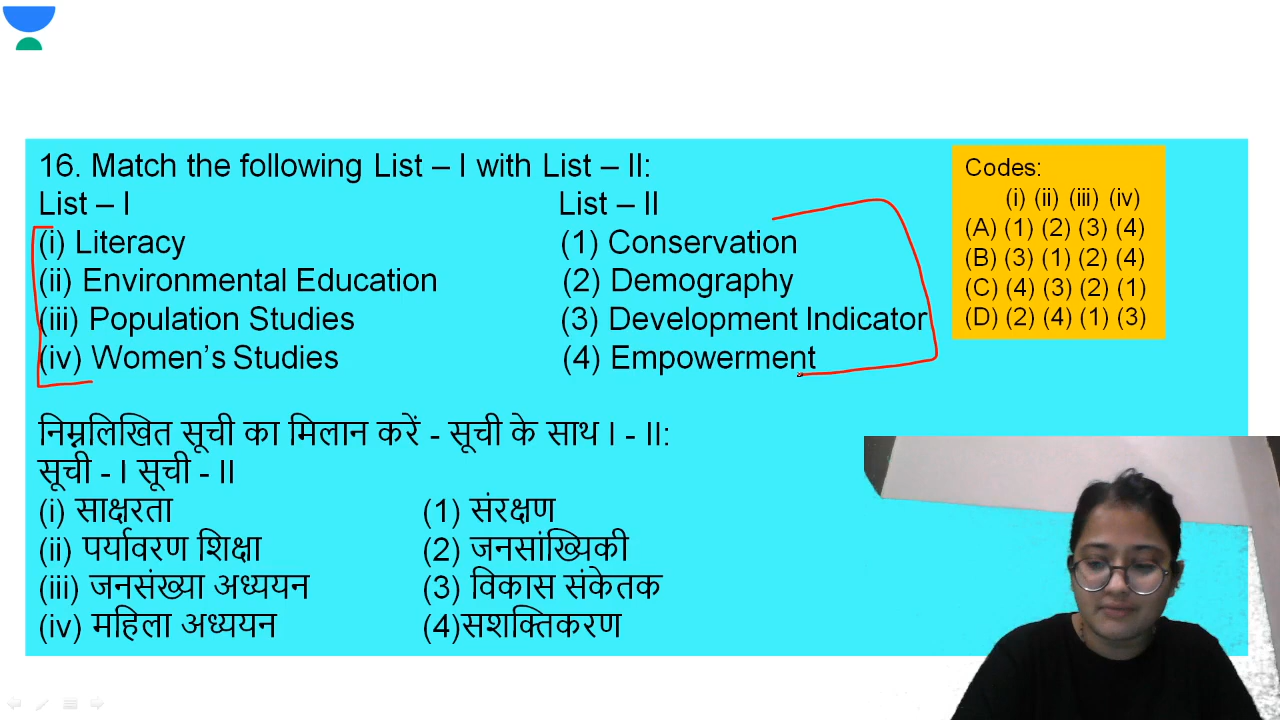 16. Match the following List – I with List – II:
List – I List – II
(i) Literacy (1) Conservation
(ii) Environmental Education (2) Demography
(iii) Population Studies (3) Development Indicator
(iv) Women’s Studies (4) Empowerment
Codes:
(i) (ii) (iii) (iv)
(A) (1) (2) (3) (4)
(B) (3) (1) (2) (4)
(C) (4) (3) (2) (1)
(D) (2) (4) (1) (3)
निम्नलिखित सूची का मिलान करें - सूची के साथ I - II:
सूची - I सूची - II
(i) साक्षरता (1) संरक्षण
(ii) पर्यावरण शिक्षा (2) जनसांख्यिकी
(iii) जनसंख्या अध्ययन (3) विकास संकेतक
(iv) महिला अध्ययन (4)सशक्तिकरण